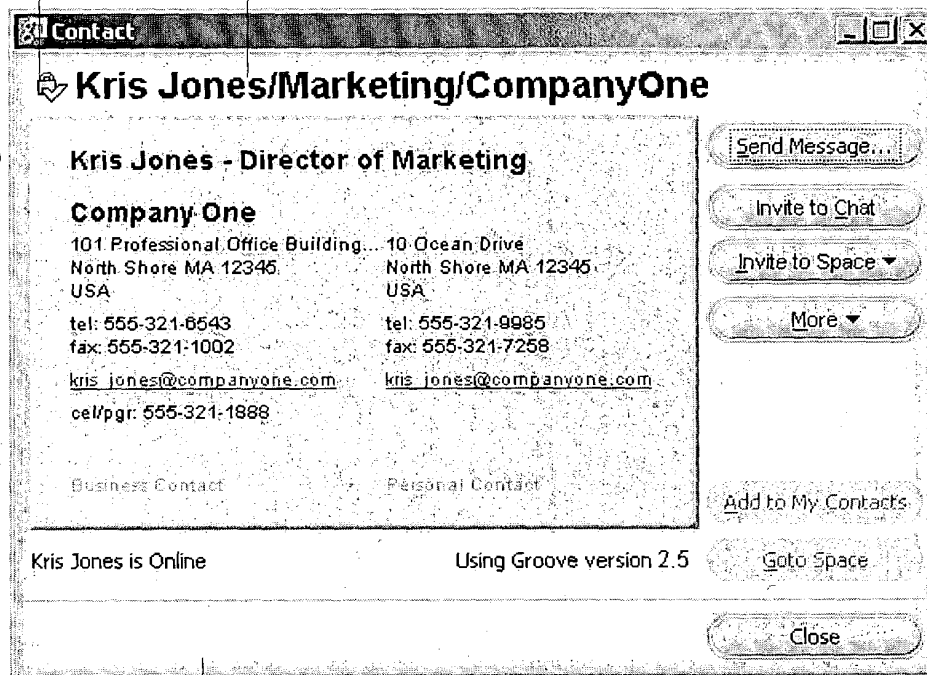 Contact
Kris Jones/Marketing/CompanyOne
Kris Jones - Director of Marketing
Company One
101 Professional Office Building...
North Shore MA 12345
USA
tel: 555-321-6543
fax: 555-321-1002
kris_jones@companyone.com
cel/pgr: 555-321-1888
Business Contact
10 Ocean Drive
North Shore MA 12345
USA
tel: 555-321-9985
fax: 555-321-7258
kris_jones@companyone.com
Personal Contact
Send Message...
Invite to Chat
Invite to Space
More
Add to My Contacts
Goto Space
Kris Jones is Online
Using Groove version 2.5
Close